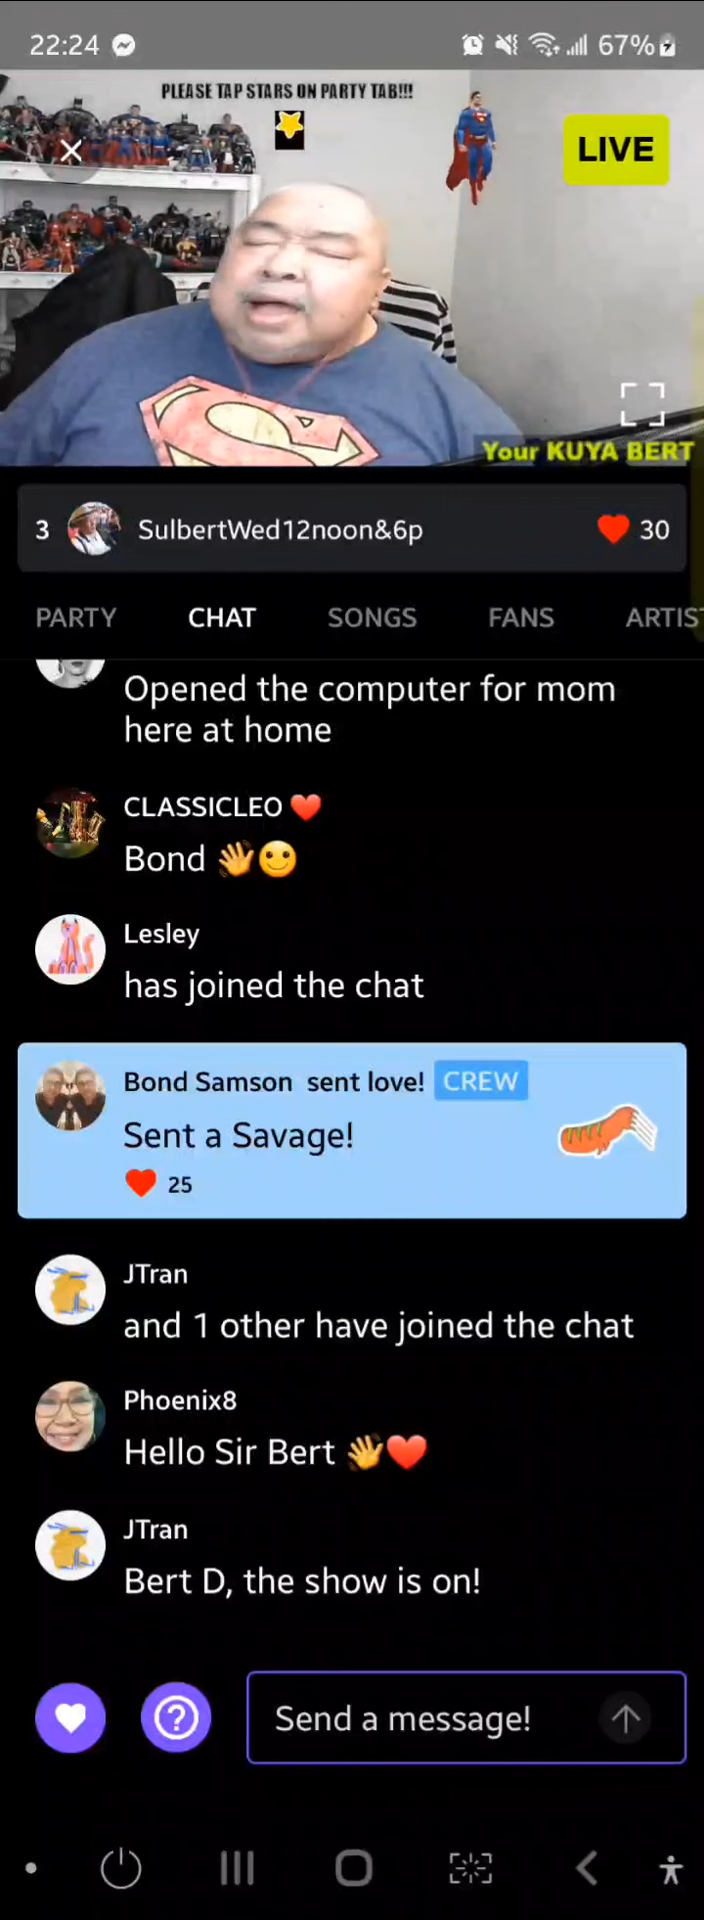 22:24
67%
PLEASE TAP STARS ON PARTY TAB!!!
LIVE
S
Your KUYA BERT
3 SulbertWed12noon&6p 30
PARTY CHAT SONGS FANS ARTIS
Opened the computer for mom
here at home
CLASSICLEO ❤️
Bond 👋🙂
Lesley
has joined the chat
Bond Samson sent love! CREW
Sent a Savage!
25
JTran
and 1 other have joined the chat
Phoenix8
Hello Sir Bert 👋❤️
JTran
Bert D, the show is on!
Send a message!